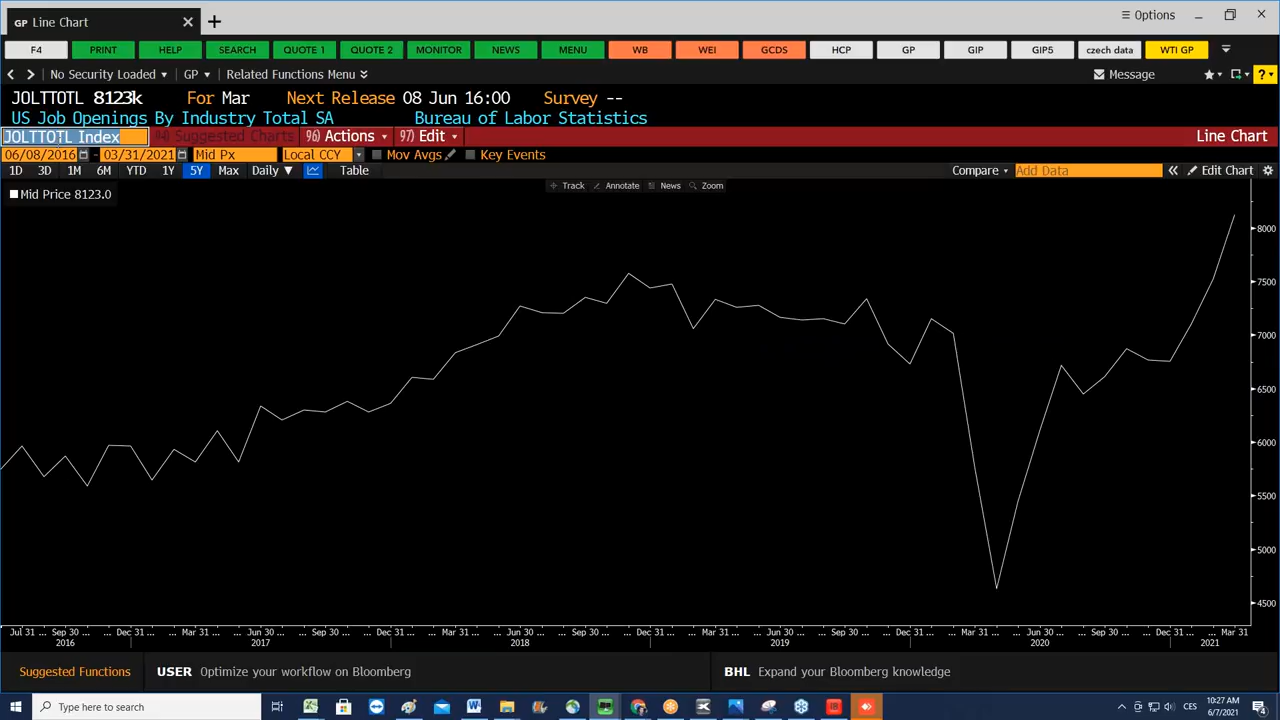 GP Line Chart
Options
F4 PRINT HELP SEARCH QUOTE 1 QUOTE 2 MONITOR NEWS MENU WB WEI GCDS HCP GP GIP GIP5 czech data WTI GP
No Security Loaded GP Related Functions Menu Message
JOLTTOTL 8123k For Mar Next Release 08 Jun 16:00 Survey --
US Job Openings By Industry Total SA Bureau of Labor Statistics
JOLTTOTL Index 94) Suggested Charts 96) Actions 97) Edit Line Chart
06/08/2016 - 03/31/2021 Mid Px Local CCY Mov Avgs Key Events
1D 3D 1M 6M YTD 1Y 5Y Max Daily Table Compare Add Data Edit Chart
Track Annotate News Zoom
Mid Price 8123.0
8000
7500
7000
6500
6000
5500
5000
4500
Jul 31 ... Sep 30 ... ... Dec 31 ... ... Mar 31 ... ... Jun 30 ... ... Sep 30 ... ... Dec 31 ... ... Mar 31 ... ... Jun 30 ... ... Sep 30 ... ... Dec 31 ... ... Mar 31 ... ... Jun 30 ... ... Sep 30 ... ... Dec 31 ... ... Mar 31 ... ... Jun 30 ... ... Sep 30 ... ... Dec 31 ... ... Mar 31
2016 2017 2018 2019 2020 2021
Suggested Functions USER Optimize your workflow on Bloomberg BHL Expand your Bloomberg knowledge
Type here to search CES 10:27 AM
6/7/2021 4